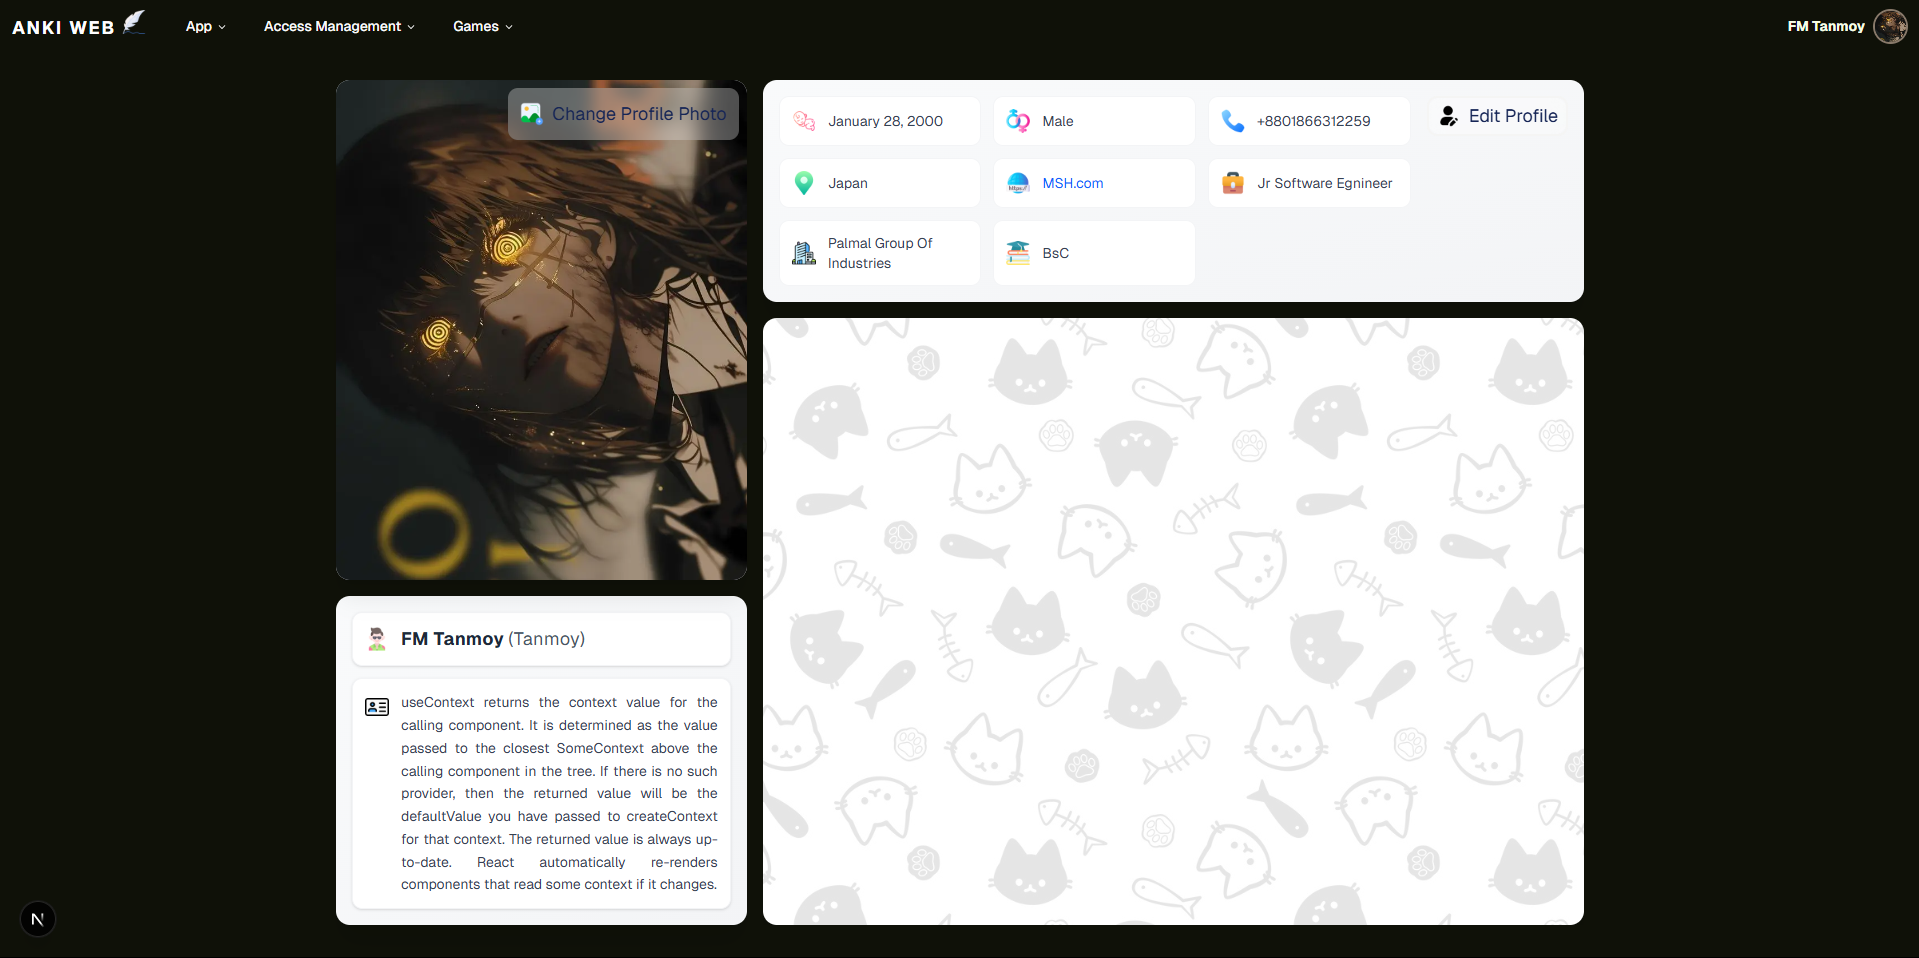 ANKI WEB
App
Access Management
Games
FM Tanmoy
Change Profile Photo
January 28, 2000
Male
+8801866312259
Edit Profile
Japan
https://
MSH.com
Jr Software Egnineer
Palmal Group Of
Industries
BsC
FM Tanmoy (Tanmoy)
useContext returns the context value for the
calling component. It is determined as the value
passed to the closest SomeContext above the
calling component in the tree. If there is no such
provider, then the returned value will be the
defaultValue you have passed to createContext
for that context. The returned value is always up-
to-date. React automatically re-renders
components that read some context if it changes.
N